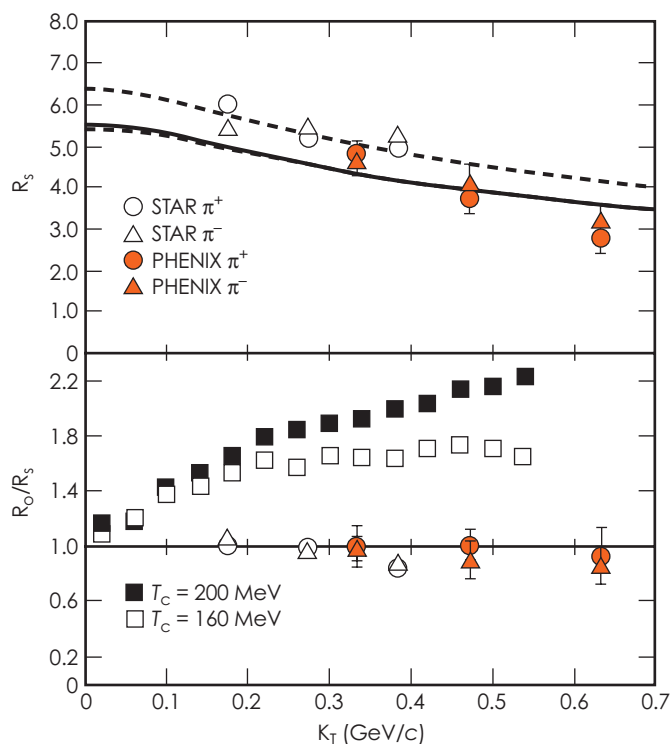 8.0
7.0
6.0
5.0
4.0
3.0
2.0
1.0
0
R_S
STAR π⁺
STAR π⁻
PHENIX π⁺
PHENIX π⁻
2.2
1.8
1.4
1.0
0.6
0.2
0
R_O/R_S
T_c = 200 MeV
T_c = 160 MeV
0 0.1 0.2 0.3 0.4 0.5 0.6 0.7
K_T (GeV/c)